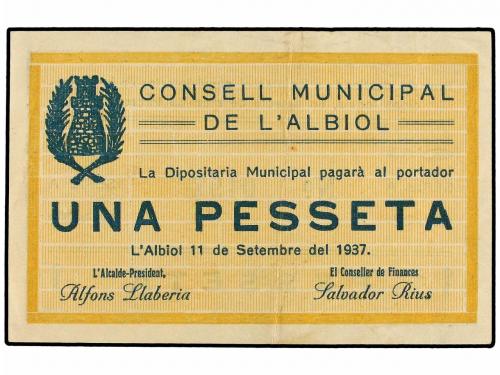 CONSELL MUNICIPAL
DE L'ALBIOL
La Dipositaria Municipal pagarà al portador
UNA PESSETA
L'Albiol 11 de Setembre del 1937.
L'Alcalde-President,
Alfons Llaberia
El Conseller de Finances
Salvador Rius